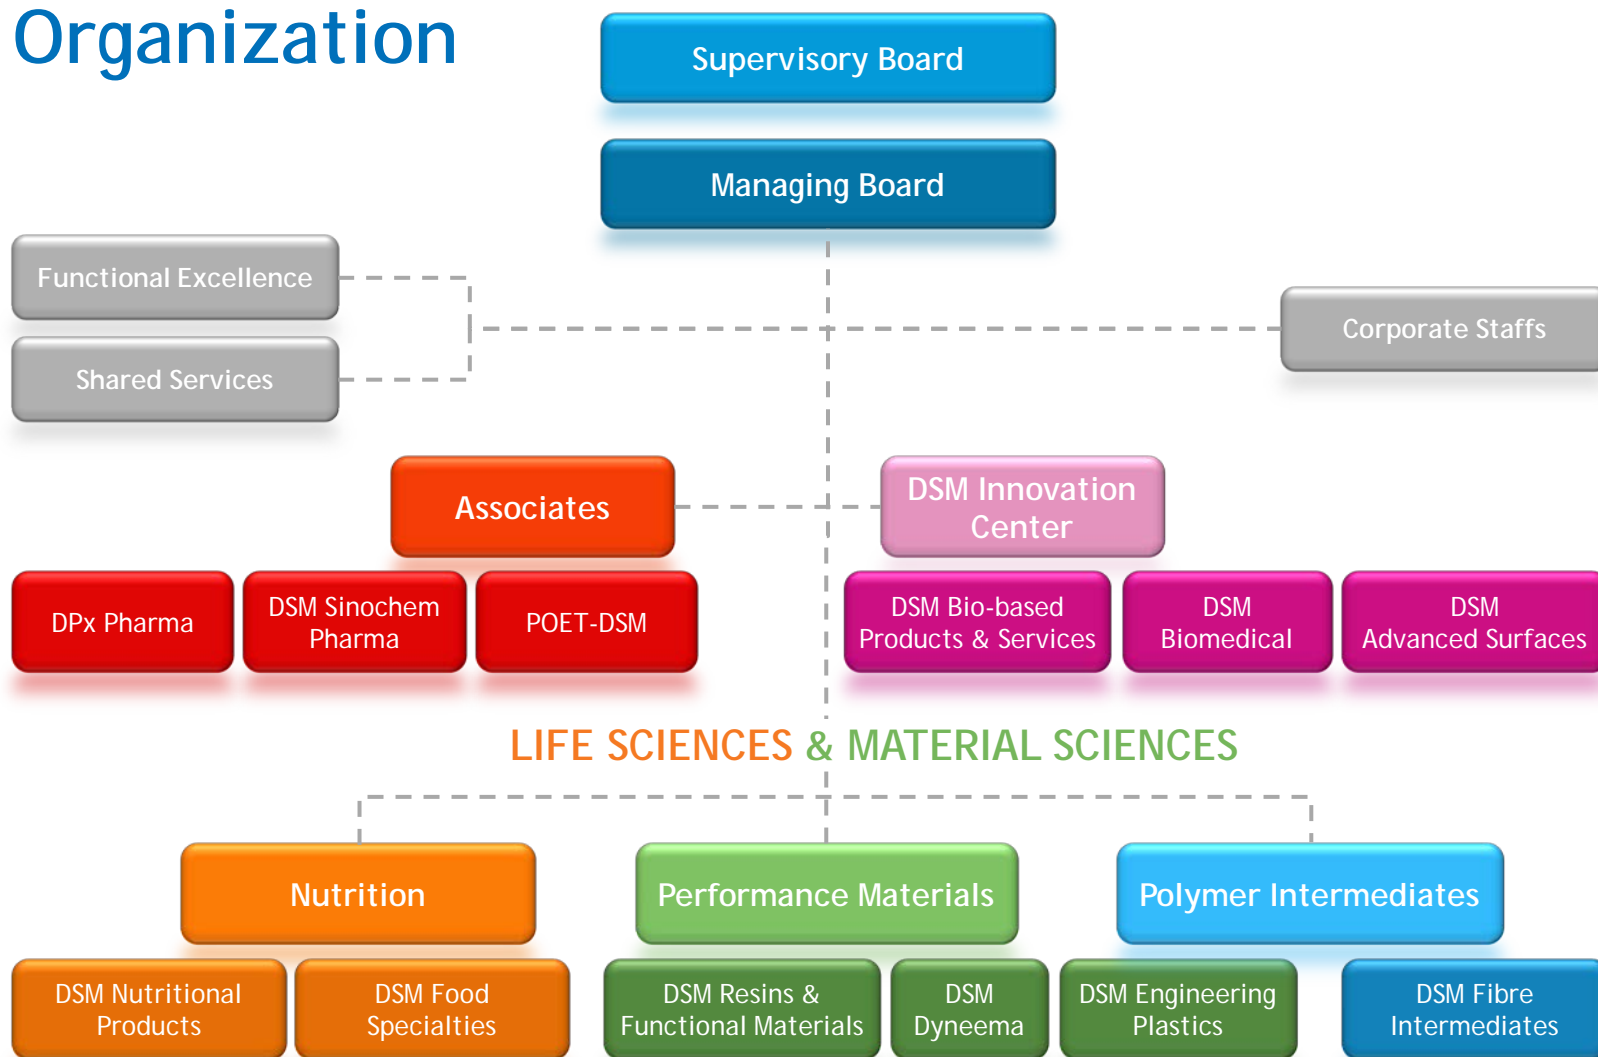 Organization
Supervisory Board
Managing Board
Functional Excellence
Shared Services
Corporate Staffs
Associates
DSM Innovation
Center
DPx Pharma
DSM Sinochem
Pharma
POET-DSM
DSM Bio-based
Products & Services
DSM
Biomedical
DSM
Advanced Surfaces
LIFE SCIENCES & MATERIAL SCIENCES
Nutrition
Performance Materials
Polymer Intermediates
DSM Nutritional
Products
DSM Food
Specialties
DSM Resins &
Functional Materials
DSM
Dyneema
DSM Engineering
Plastics
DSM Fibre
Intermediates